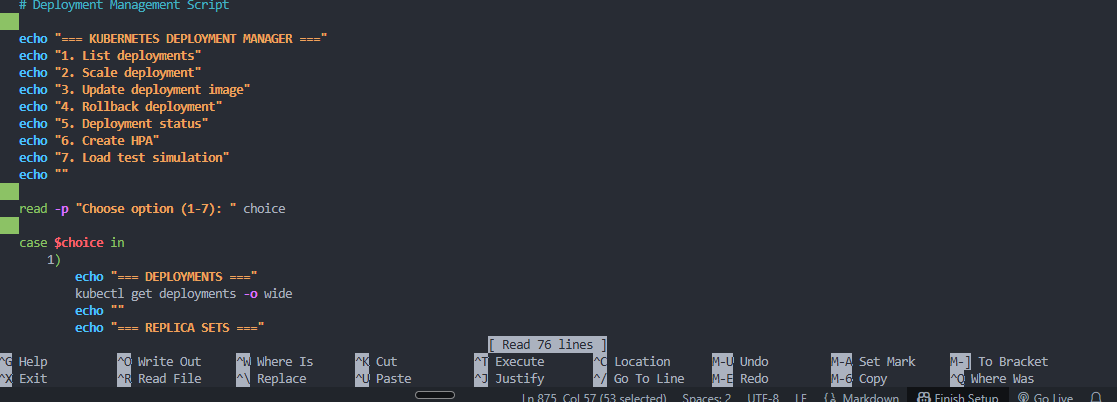 # Deployment Management Script
echo "=== KUBERNETES DEPLOYMENT MANAGER ==="
echo "1. List deployments"
echo "2. Scale deployment"
echo "3. Update deployment image"
echo "4. Rollback deployment"
echo "5. Deployment status"
echo "6. Create HPA"
echo "7. Load test simulation"
echo ""
read -p "Choose option (1-7): " choice
case $choice in
1)
echo "=== DEPLOYMENTS ==="
kubectl get deployments -o wide
echo ""
echo "=== REPLICA SETS ==="
[ Read 76 lines ]
^G Help ^O Write Out ^W Where Is ^K Cut ^T Execute ^C Location M-U Undo M-A Set Mark M-] To Bracket
^X Exit ^R Read File ^\ Replace ^U Paste ^J Justify ^/ Go To Line M-E Redo M-6 Copy ^Q Where Was
Ln 875, Col 57 (53 selected) Spaces: 2 UTF-8 LF {} Markdown Finish Setup Go Live